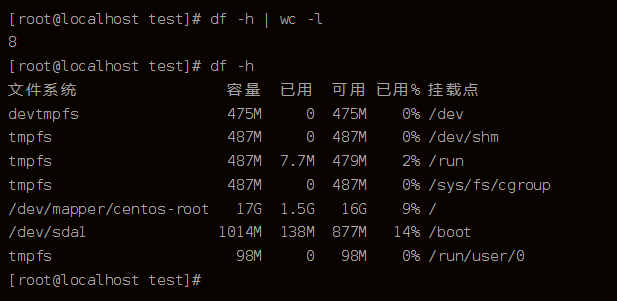 [root@localhost test]# df -h | wc -l
8
[root@localhost test]# df -h
文件系统 容量 已用 可用 已用% 挂载点
devtmpfs 475M 0 475M 0% /dev
tmpfs 487M 0 487M 0% /dev/shm
tmpfs 487M 7.7M 479M 2% /run
tmpfs 487M 0 487M 0% /sys/fs/cgroup
/dev/mapper/centos-root 17G 1.5G 16G 9% /
/dev/sda1 1014M 138M 877M 14% /boot
tmpfs 98M 0 98M 0% /run/user/0
[root@localhost test]#